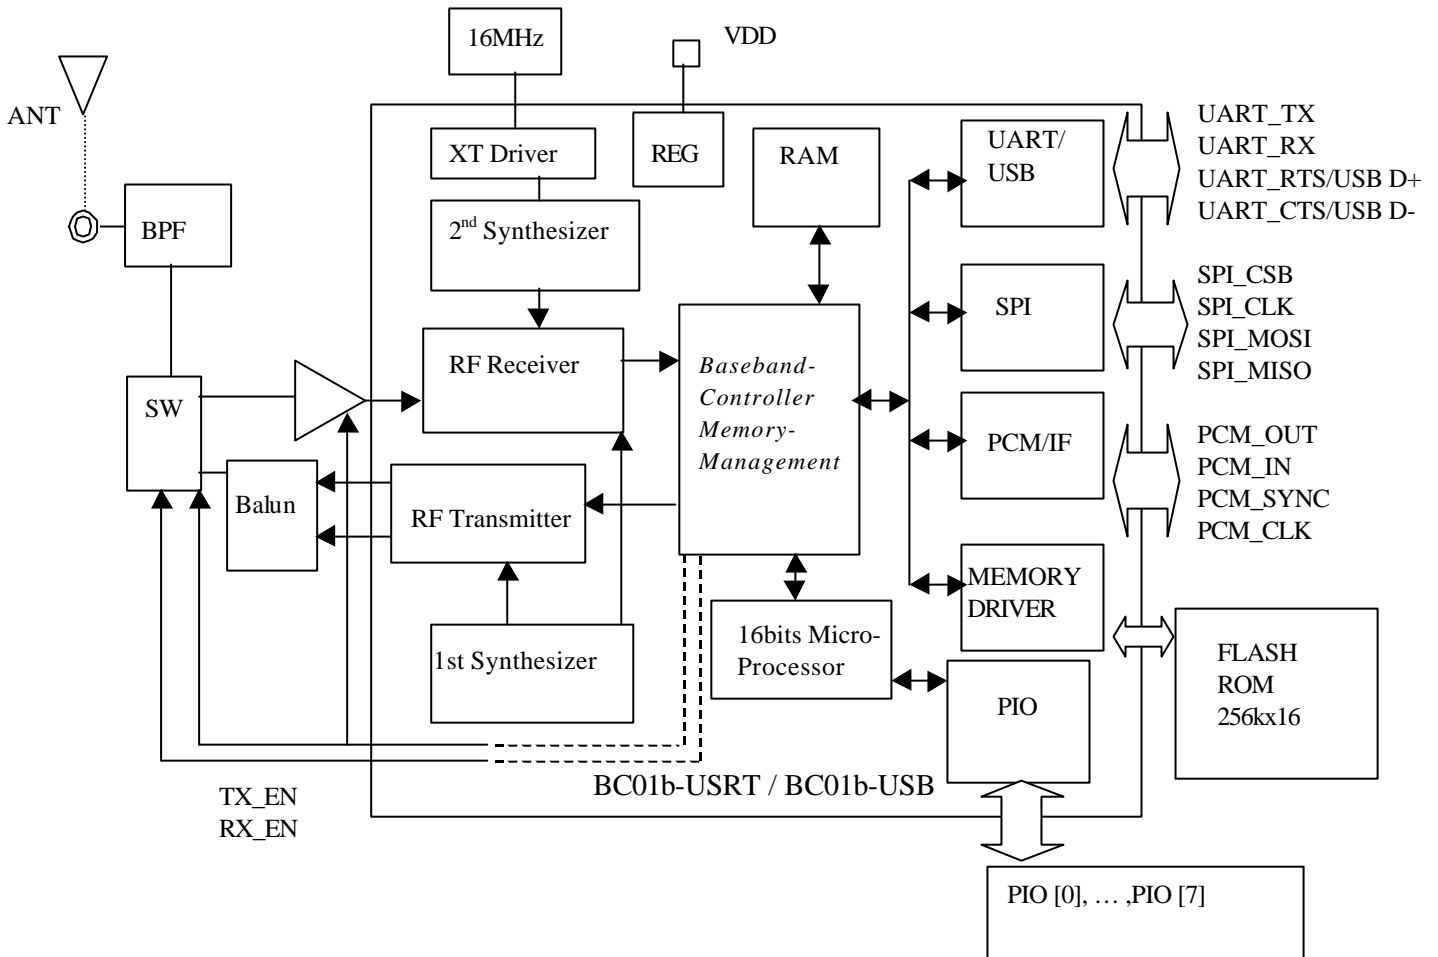 16MHz
VDD
ANT
XT Driver
REG
RAM
UART/
USB
UART_TX
UART_RX
UART_RTS/USB D+
UART_CTS/USB D-
BPF
2nd Synthesizer
SPI
SPI_CSB
SPI_CLK
SPI_MOSI
SPI_MISO
SW
RF Receiver
Baseband-
Controller
Memory-
Management
PCM/IF
PCM_OUT
PCM_IN
PCM_SYNC
PCM_CLK
Balun
RF Transmitter
MEMORY
DRIVER
1st Synthesizer
16bits Micro-
Processor
PIO
FLASH
ROM
256kx16
TX_EN
RX_EN
BC01b-USRT / BC01b-USB
PIO [0], … ,PIO [7]